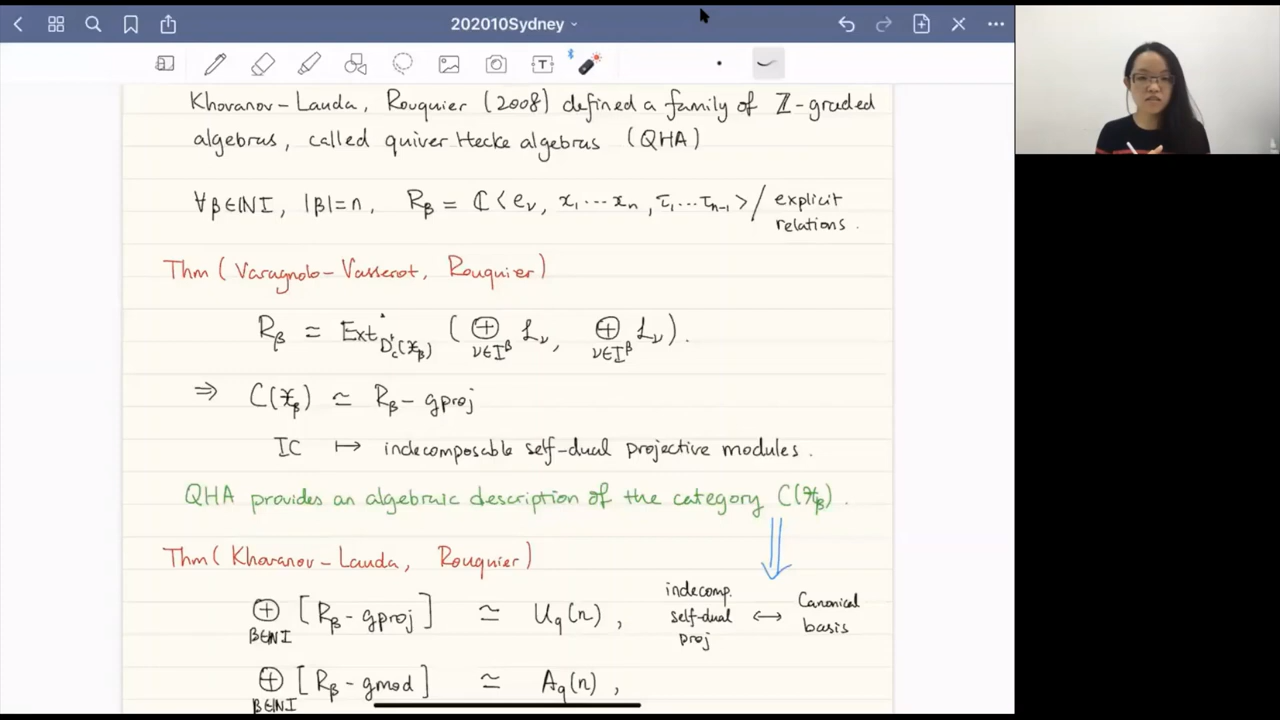 202010Sydney
Khovanov-Lauda, Rouquier (2008) defined a family of ℤ-graded
algebras, called quiver Hecke algebras (QHA)
∀β∈ℕI, |β|=n, R_β = ℂ⟨e_ν, x_1 ⋯ x_n, τ_1 ⋯ τ_{n-1}⟩ / explicit
relations.
Thm (Varagnolo-Vasserot, Rouquier)
R_β = Ext^•_{D^b_c(𝒳_β)} ( ⊕_{ν∈I^β} ℒ_ν, ⊕_{ν∈I^β} ℒ_ν ).
⇒ C(𝒳_β) ≃ R_β-gproj
IC ↦ indecomposable self-dual projective modules.
QHA provides an algebraic description of the category C(𝒳_β).
Thm (Khovanov-Lauda, Rouquier)
⊕_{β∈ℕI} [R_β-gproj] ≃ U_q(n), indecomp. self-dual proj ↔ Canonical basis
⊕_{β∈ℕI} [R_β-gmod] ≃ A_q(n),